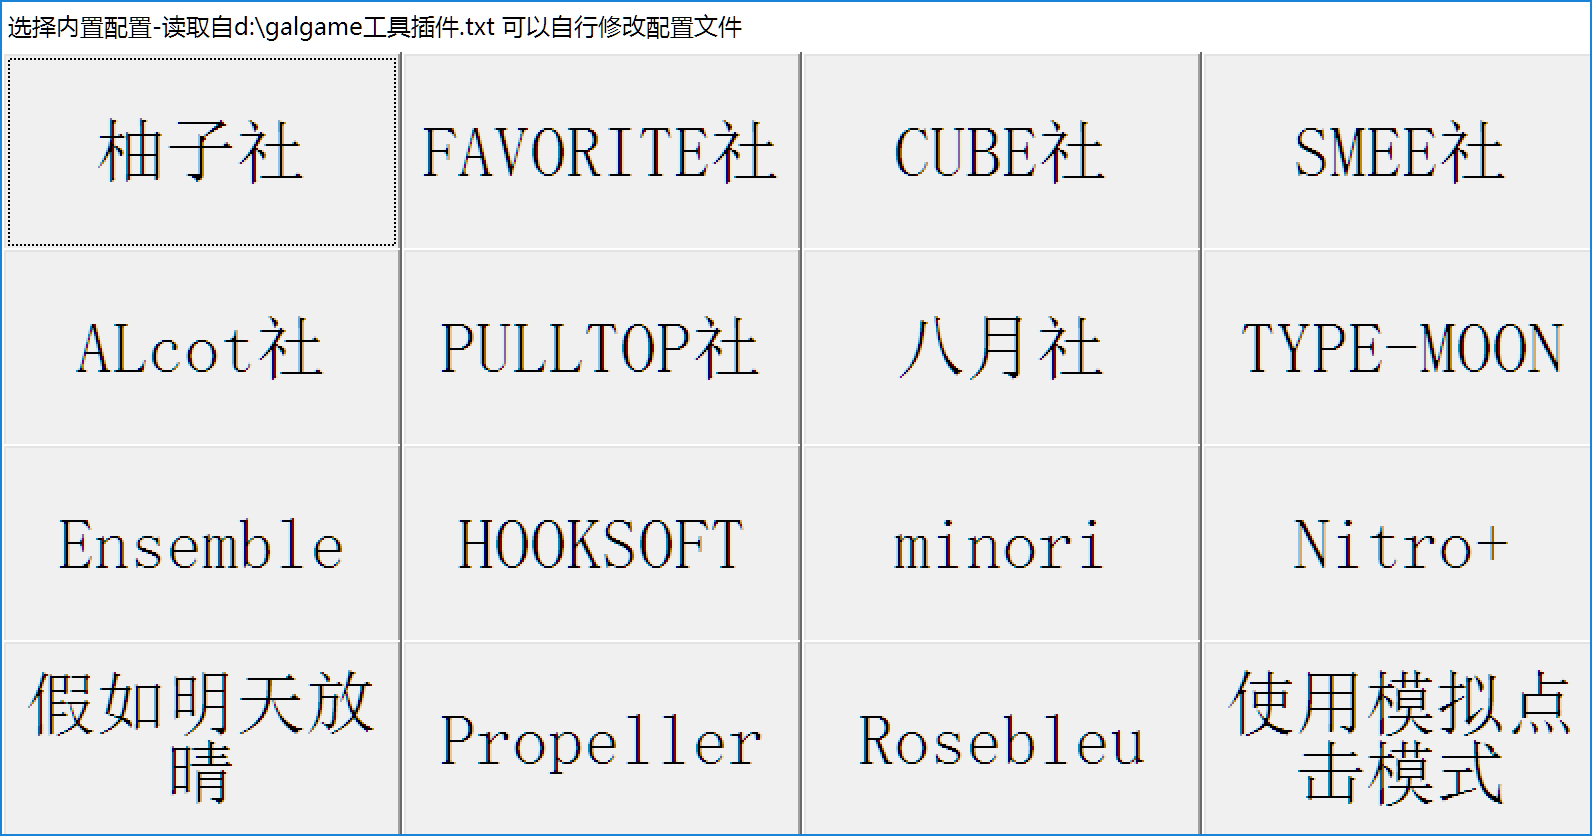 选择内置配置-读取自d:\galgame工具插件.txt 可以自行修改配置文件
柚子社
FAVORITE社
CUBE社
SMEE社
ALcot社
PULLTOP社
八月社
TYPE-MOON
Ensemble
HOOKSOFT
minori
Nitro+
假如明天放
晴
Propeller
Rosebleu
使用模拟点
击模式